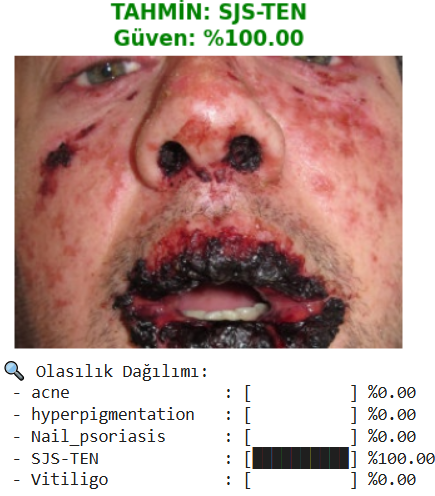 TAHMİN: SJS-TEN
Güven: %100.00
🔍 Olasılık Dağılımı:
- acne : [ ] %0.00
- hyperpigmentation : [ ] %0.00
- Nail_psoriasis : [ ] %0.00
- SJS-TEN : [██████████] %100.00
- Vitiligo : [ ] %0.00